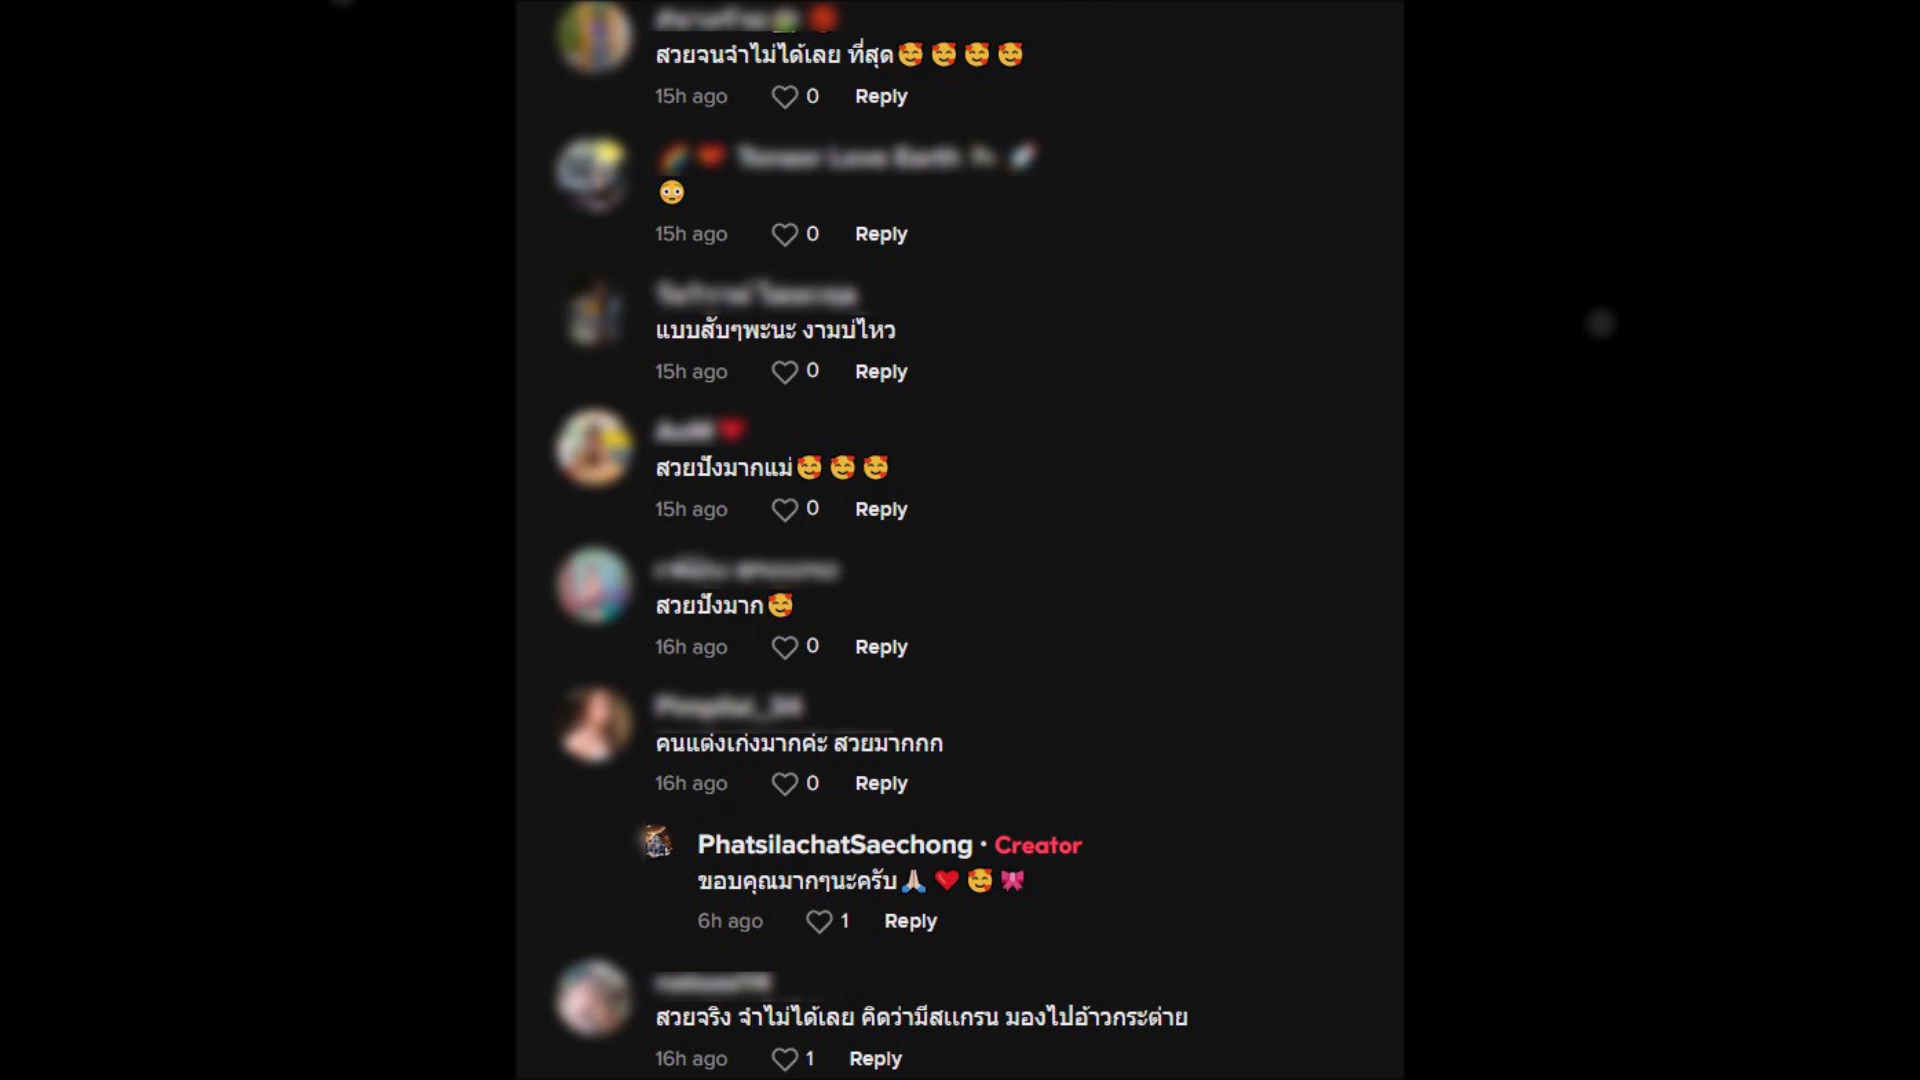 สวยจนจำไม่ได้เลย ที่สุด🥰🥰🥰🥰
15h ago 0 Reply
😳
15h ago 0 Reply
แบบสับๆพะนะ งามบ่ไหว
15h ago 0 Reply
สวยปังมากแม่🥰🥰🥰
15h ago 0 Reply
สวยปังมาก🥰
16h ago 0 Reply
คนแต่งเก่งมากค่ะ สวยมากกก
16h ago 0 Reply
PhatsilachatSaechong · Creator
ขอบคุณมากๆนะครับ🙏🏻❤️🥰🎀
6h ago 1 Reply
สวยจริง จำไม่ได้เลย คิดว่ามีสแกรน มองไปอ้าวกระต่าย
16h ago 1 Reply